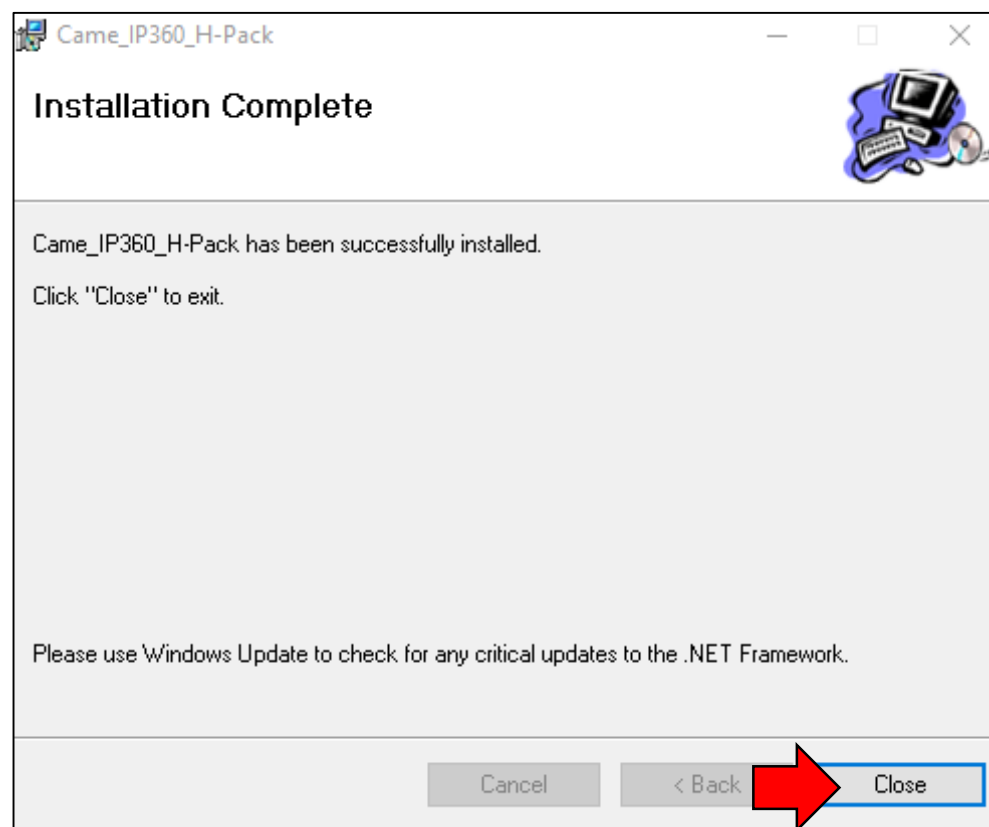 Came_IP360_H-Pack
Installation Complete
Came_IP360_H-Pack has been successfully installed.
Click "Close" to exit.
Please use Windows Update to check for any critical updates to the .NET Framework.
Cancel
< Back
Close